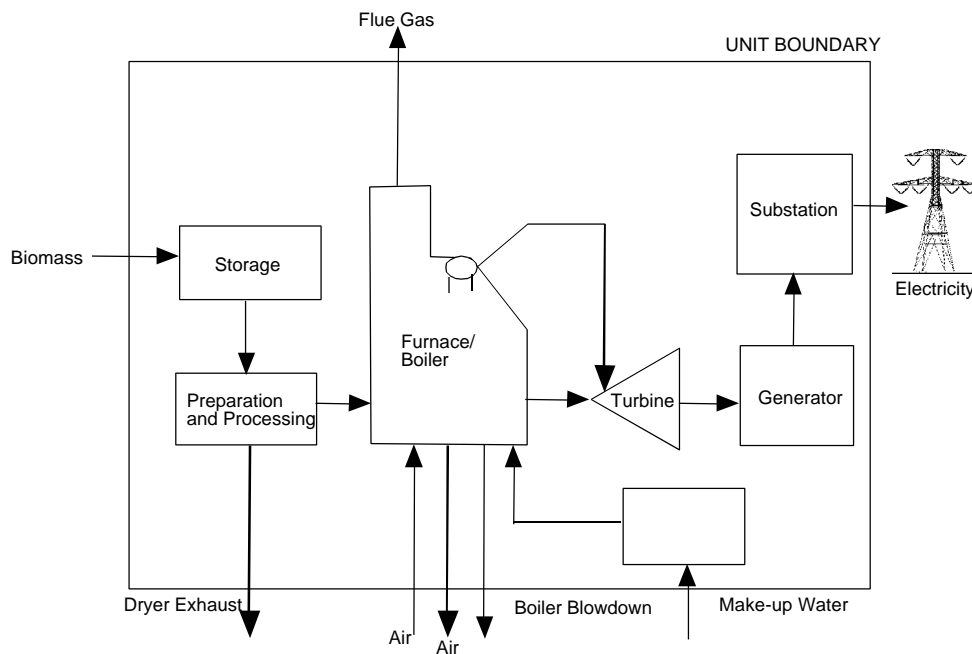 Flue Gas
UNIT BOUNDARY
Biomass
Storage
Substation
Electricity
Furnace/
Boiler
Preparation
and Processing
Turbine
Generator
Dryer Exhaust
Boiler Blowdown
Make-up Water
Air
Air